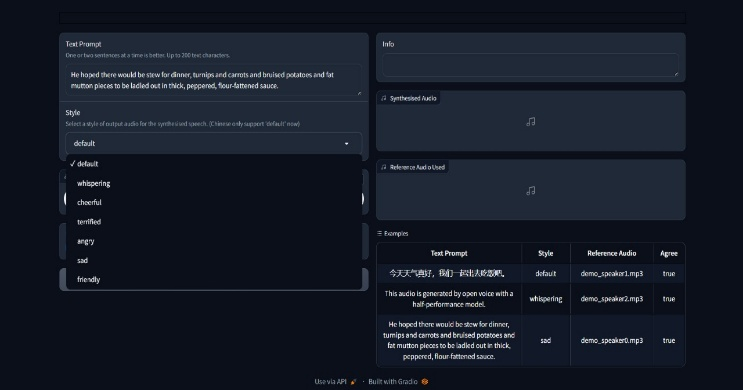 Text Prompt
One or two sentences at a time is better. Up to 200 text characters.
He hoped there would be stew for dinner, turnips and carrots and bruised potatoes and fat
mutton pieces to be ladled out in thick, peppered, flour-fattened sauce.
Style
Select a style of output audio for the synthesised speech. (Chinese only support 'default' now)
default
✓ default
whispering
cheerful
terrified
angry
sad
friendly
Info
Synthesised Audio
Reference Audio Used
Examples
Text Prompt Style Reference Audio Agree
今天天气真好，我们一起出去吃饭吧。 default demo_speaker1.mp3 true
This audio is generated by open voice with a
half-performance model.
whispering demo_speaker2.mp3 true
He hoped there would be stew for dinner,
turnips and carrots and bruised potatoes and
fat mutton pieces to be ladled out in thick,
peppered, flour-fattened sauce.
sad demo_speaker0.mp3 true
Use via API · Built with Gradio